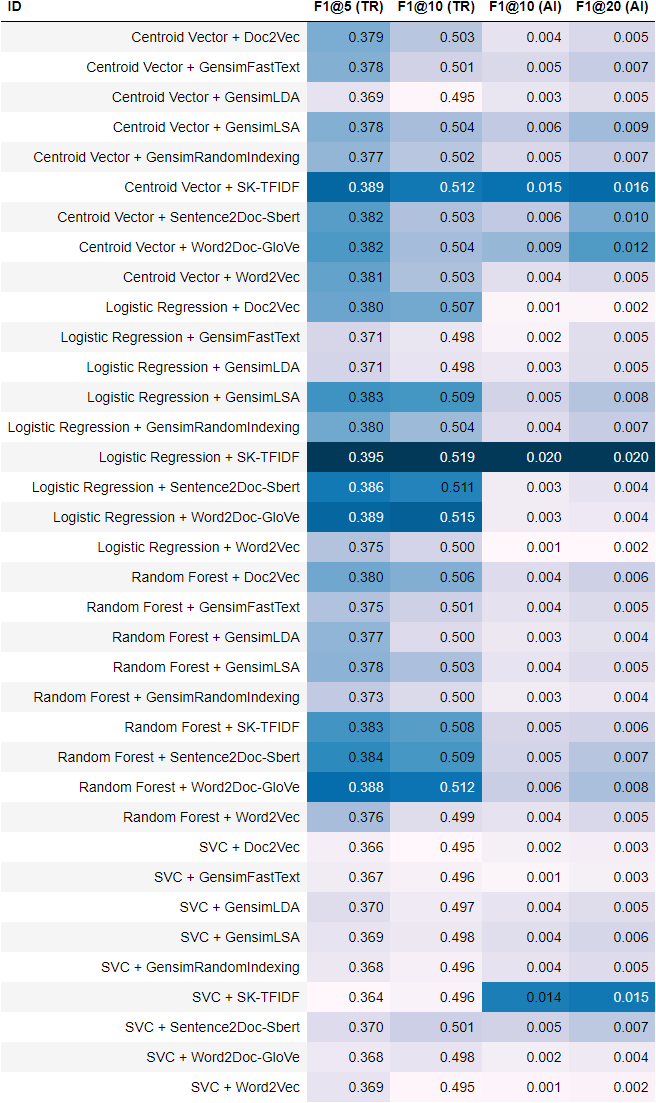 ID F1@5 (TR) F1@10 (TR) F1@10 (AI) F1@20 (AI)
Centroid Vector + Doc2Vec 0.379 0.503 0.004 0.005
Centroid Vector + GensimFastText 0.378 0.501 0.005 0.007
Centroid Vector + GensimLDA 0.369 0.495 0.003 0.005
Centroid Vector + GensimLSA 0.378 0.504 0.006 0.009
Centroid Vector + GensimRandomIndexing 0.377 0.502 0.005 0.007
Centroid Vector + SK-TFIDF 0.389 0.512 0.015 0.016
Centroid Vector + Sentence2Doc-Sbert 0.382 0.503 0.006 0.010
Centroid Vector + Word2Doc-GloVe 0.382 0.504 0.009 0.012
Centroid Vector + Word2Vec 0.381 0.503 0.004 0.005
Logistic Regression + Doc2Vec 0.380 0.507 0.001 0.002
Logistic Regression + GensimFastText 0.371 0.498 0.002 0.005
Logistic Regression + GensimLDA 0.371 0.498 0.003 0.005
Logistic Regression + GensimLSA 0.383 0.509 0.005 0.008
Logistic Regression + GensimRandomIndexing 0.380 0.504 0.004 0.007
Logistic Regression + SK-TFIDF 0.395 0.519 0.020 0.020
Logistic Regression + Sentence2Doc-Sbert 0.386 0.511 0.003 0.004
Logistic Regression + Word2Doc-GloVe 0.389 0.515 0.003 0.004
Logistic Regression + Word2Vec 0.375 0.500 0.001 0.002
Random Forest + Doc2Vec 0.380 0.506 0.004 0.006
Random Forest + GensimFastText 0.375 0.501 0.004 0.005
Random Forest + GensimLDA 0.377 0.500 0.003 0.004
Random Forest + GensimLSA 0.378 0.503 0.004 0.005
Random Forest + GensimRandomIndexing 0.373 0.500 0.003 0.004
Random Forest + SK-TFIDF 0.383 0.508 0.005 0.006
Random Forest + Sentence2Doc-Sbert 0.384 0.509 0.005 0.007
Random Forest + Word2Doc-GloVe 0.388 0.512 0.006 0.008
Random Forest + Word2Vec 0.376 0.499 0.004 0.005
SVC + Doc2Vec 0.366 0.495 0.002 0.003
SVC + GensimFastText 0.367 0.496 0.001 0.003
SVC + GensimLDA 0.370 0.497 0.004 0.005
SVC + GensimLSA 0.369 0.498 0.004 0.006
SVC + GensimRandomIndexing 0.368 0.496 0.004 0.005
SVC + SK-TFIDF 0.364 0.496 0.014 0.015
SVC + Sentence2Doc-Sbert 0.370 0.501 0.005 0.007
SVC + Word2Doc-GloVe 0.368 0.498 0.002 0.004
SVC + Word2Vec 0.369 0.495 0.001 0.002